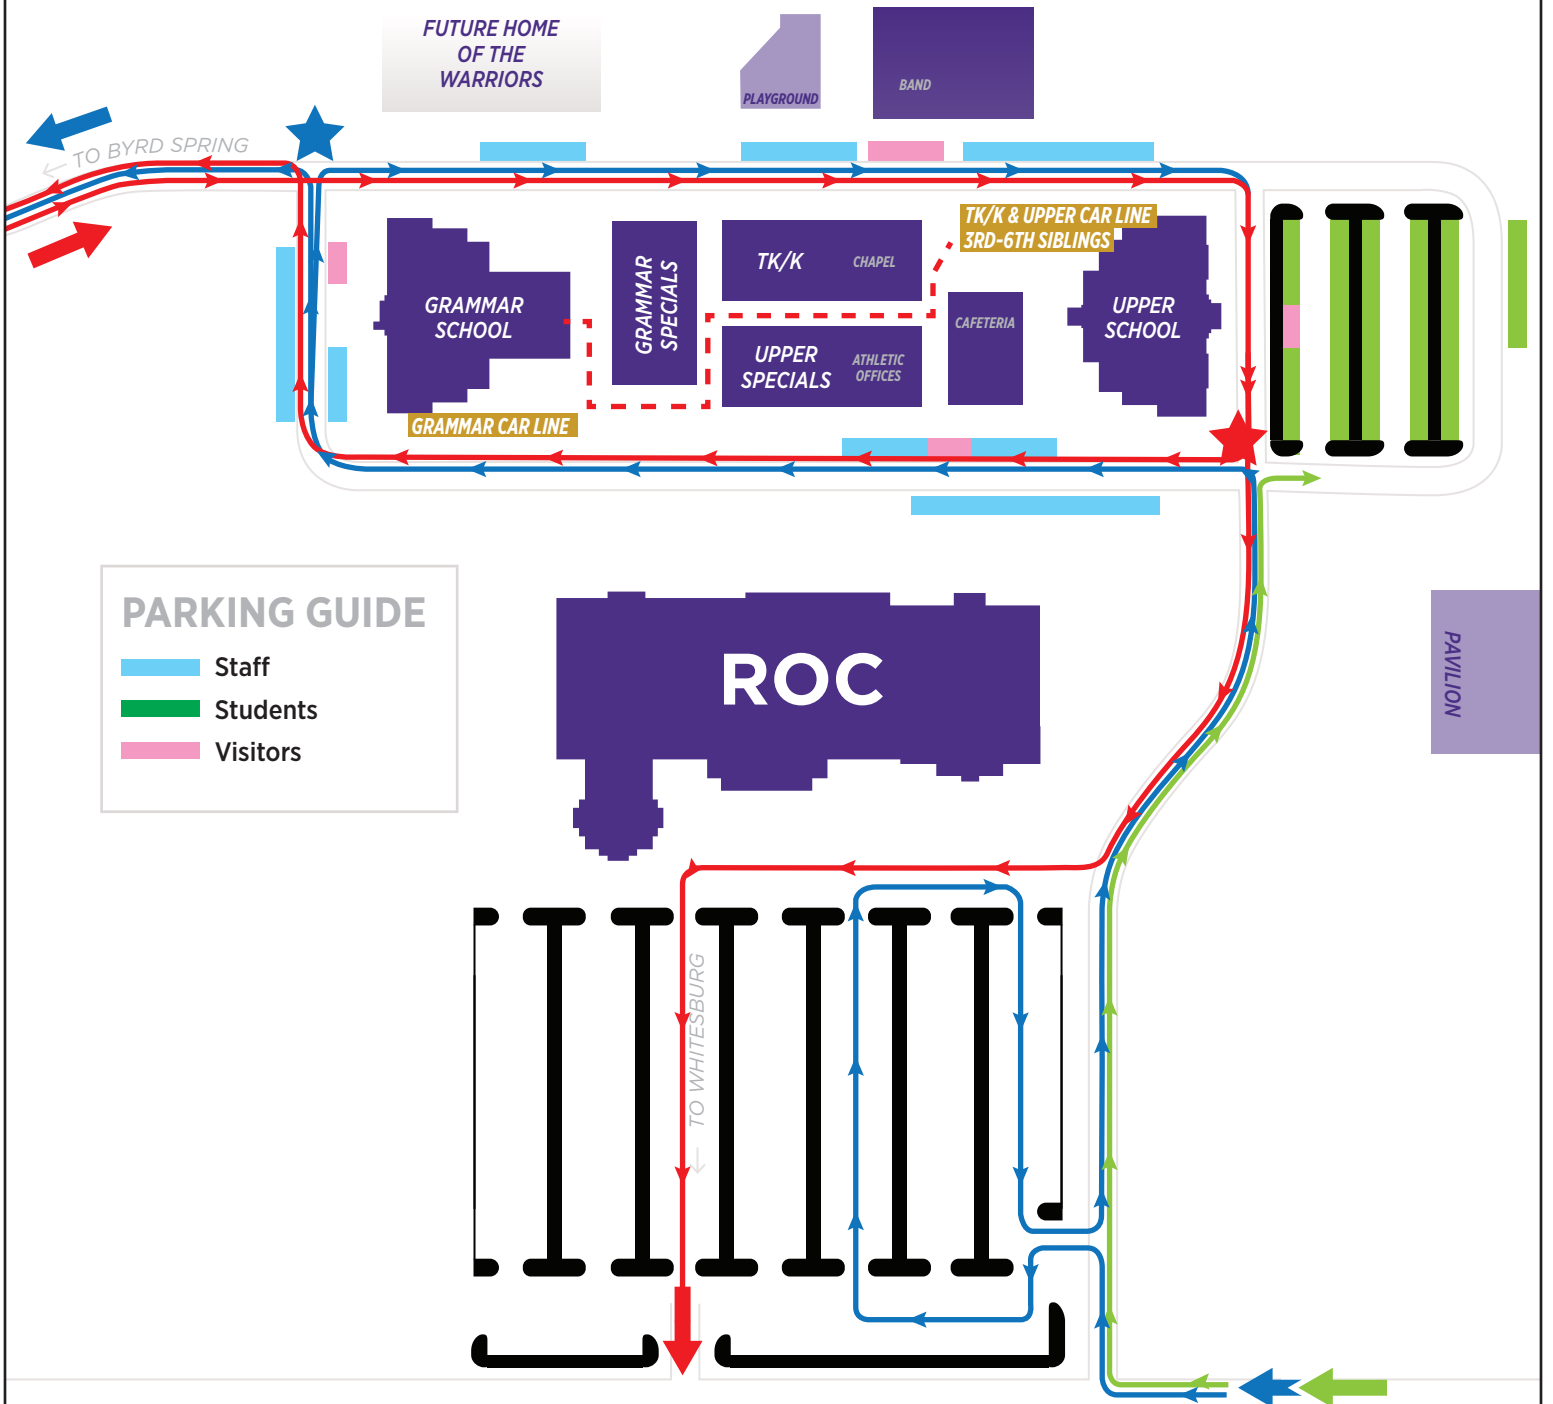 FUTURE HOME
OF THE
WARRIORS
PLAYGROUND
BAND
TO BYRD SPRING
TK/K & UPPER CAR LINE
3RD-6TH SIBLINGS
GRAMMAR
SCHOOL
GRAMMAR
SPECIALS
TK/K
CHAPEL
UPPER
SPECIALS
ATHLETIC
OFFICES
CAFETERIA
UPPER
SCHOOL
GRAMMAR CAR LINE
PARKING GUIDE
Staff
Students
Visitors
ROC
PAVILION
TO WHITESBURG